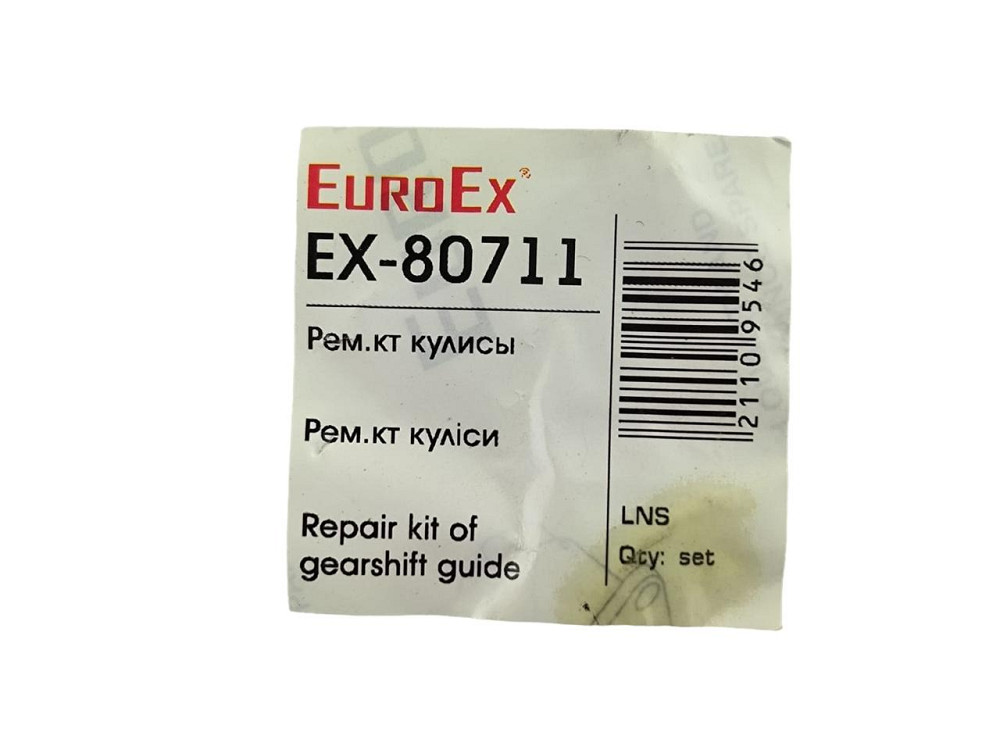 EuroEx®
EX-80711
Рем.кт кулисы
Рем.кт куліси
Repair kit of
gearshift guide
2110 9546
LNS
Qty: set
SPARE